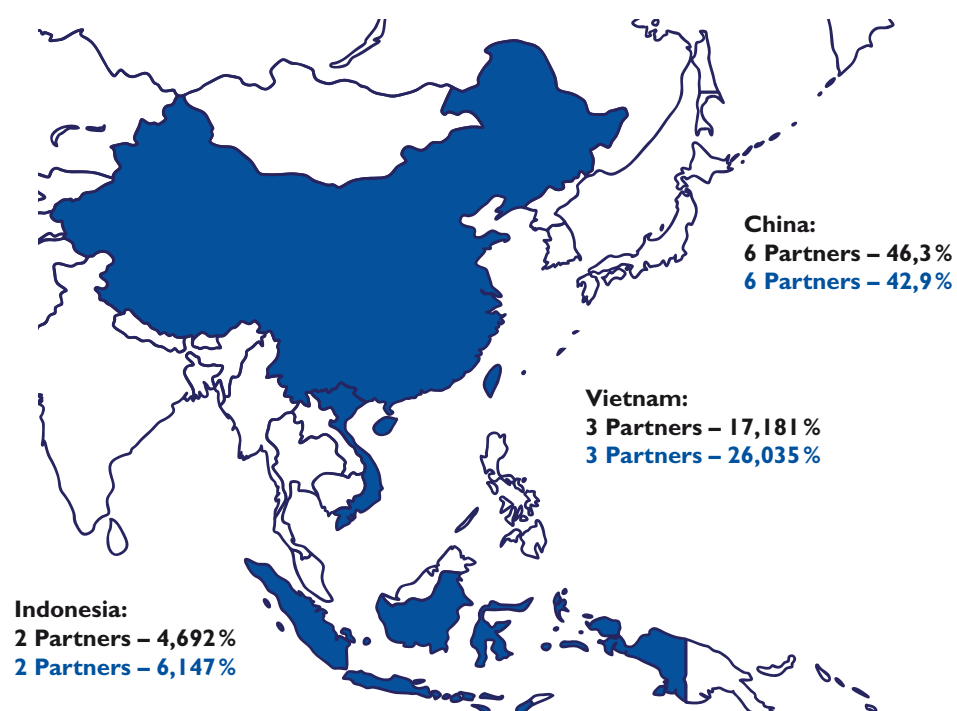 China:
6 Partners – 46,3%
6 Partners – 42,9%
Vietnam:
3 Partners – 17,181%
3 Partners – 26,035%
Indonesia:
2 Partners – 4,692%
2 Partners – 6,147%